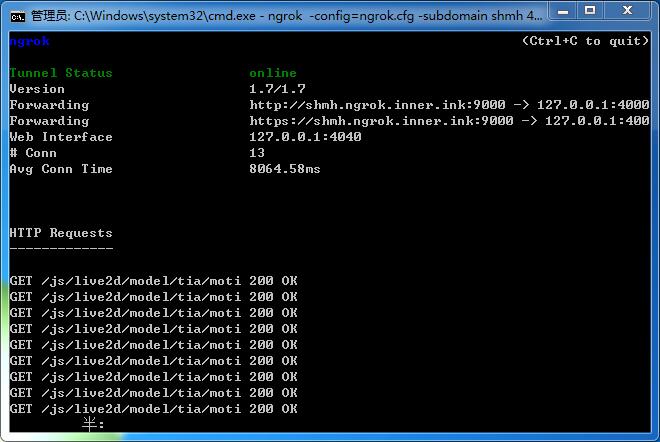 管理员: C:\Windows\system32\cmd.exe - ngrok -config=ngrok.cfg -subdomain shmh 4...
ngrok (Ctrl+C to quit)
Tunnel Status online
Version 1.7/1.7
Forwarding http://shmh.ngrok.inner.ink:9000 -> 127.0.0.1:4000
Forwarding https://shmh.ngrok.inner.ink:9000 -> 127.0.0.1:400
Web Interface 127.0.0.1:4040
# Conn 13
Avg Conn Time 8064.58ms
HTTP Requests
-------------
GET /js/live2d/model/tia/moti 200 OK
GET /js/live2d/model/tia/moti 200 OK
GET /js/live2d/model/tia/moti 200 OK
GET /js/live2d/model/tia/moti 200 OK
GET /js/live2d/model/tia/moti 200 OK
GET /js/live2d/model/tia/moti 200 OK
GET /js/live2d/model/tia/moti 200 OK
GET /js/live2d/model/tia/moti 200 OK
GET /js/live2d/model/tia/moti 200 OK
半: